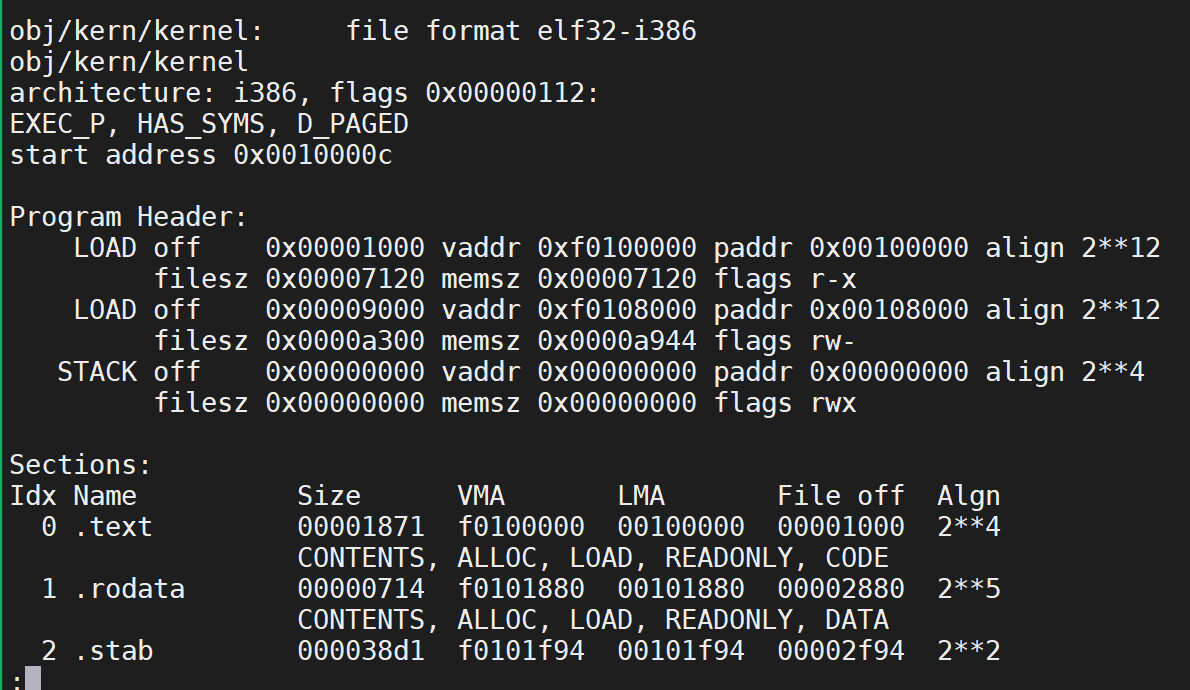 obj/kern/kernel:     file format elf32-i386
obj/kern/kernel
architecture: i386, flags 0x00000112:
EXEC_P, HAS_SYMS, D_PAGED
start address 0x0010000c

Program Header:
    LOAD off    0x00001000 vaddr 0xf0100000 paddr 0x00100000 align 2**12
         filesz 0x00007120 memsz 0x00007120 flags r-x
    LOAD off    0x00009000 vaddr 0xf0108000 paddr 0x00108000 align 2**12
         filesz 0x0000a300 memsz 0x0000a944 flags rw-
   STACK off    0x00000000 vaddr 0x00000000 paddr 0x00000000 align 2**4
         filesz 0x00000000 memsz 0x00000000 flags rwx

Sections:
Idx Name          Size      VMA       LMA       File off  Algn
  0 .text         00001871  f0100000  00100000  00001000  2**4
                  CONTENTS, ALLOC, LOAD, READONLY, CODE
  1 .rodata       00000714  f0101880  00101880  00002880  2**5
                  CONTENTS, ALLOC, LOAD, READONLY, DATA
  2 .stab         000038d1  f0101f94  00101f94  00002f94  2**2
: